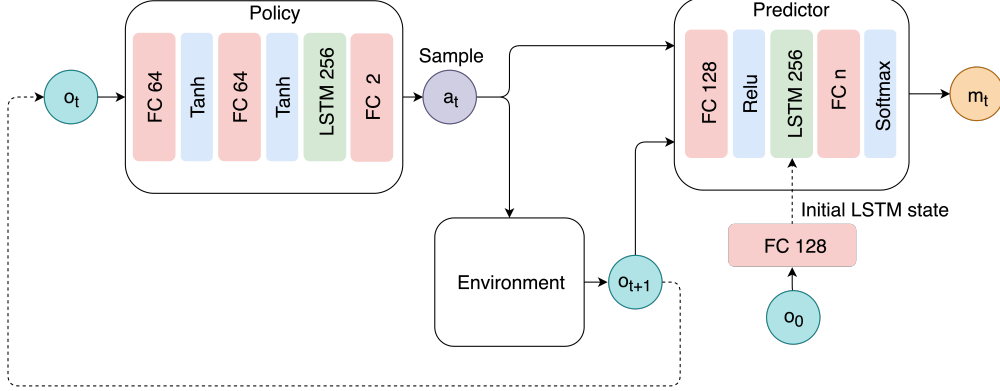 Policy
Predictor
Sample
o_t
FC 64
Tanh
FC 64
Tanh
LSTM 256
FC 2
a_t
FC 128
Relu
LSTM 256
FC n
Softmax
m_t
Initial LSTM state
FC 128
Environment
o_{t+1}
o_0